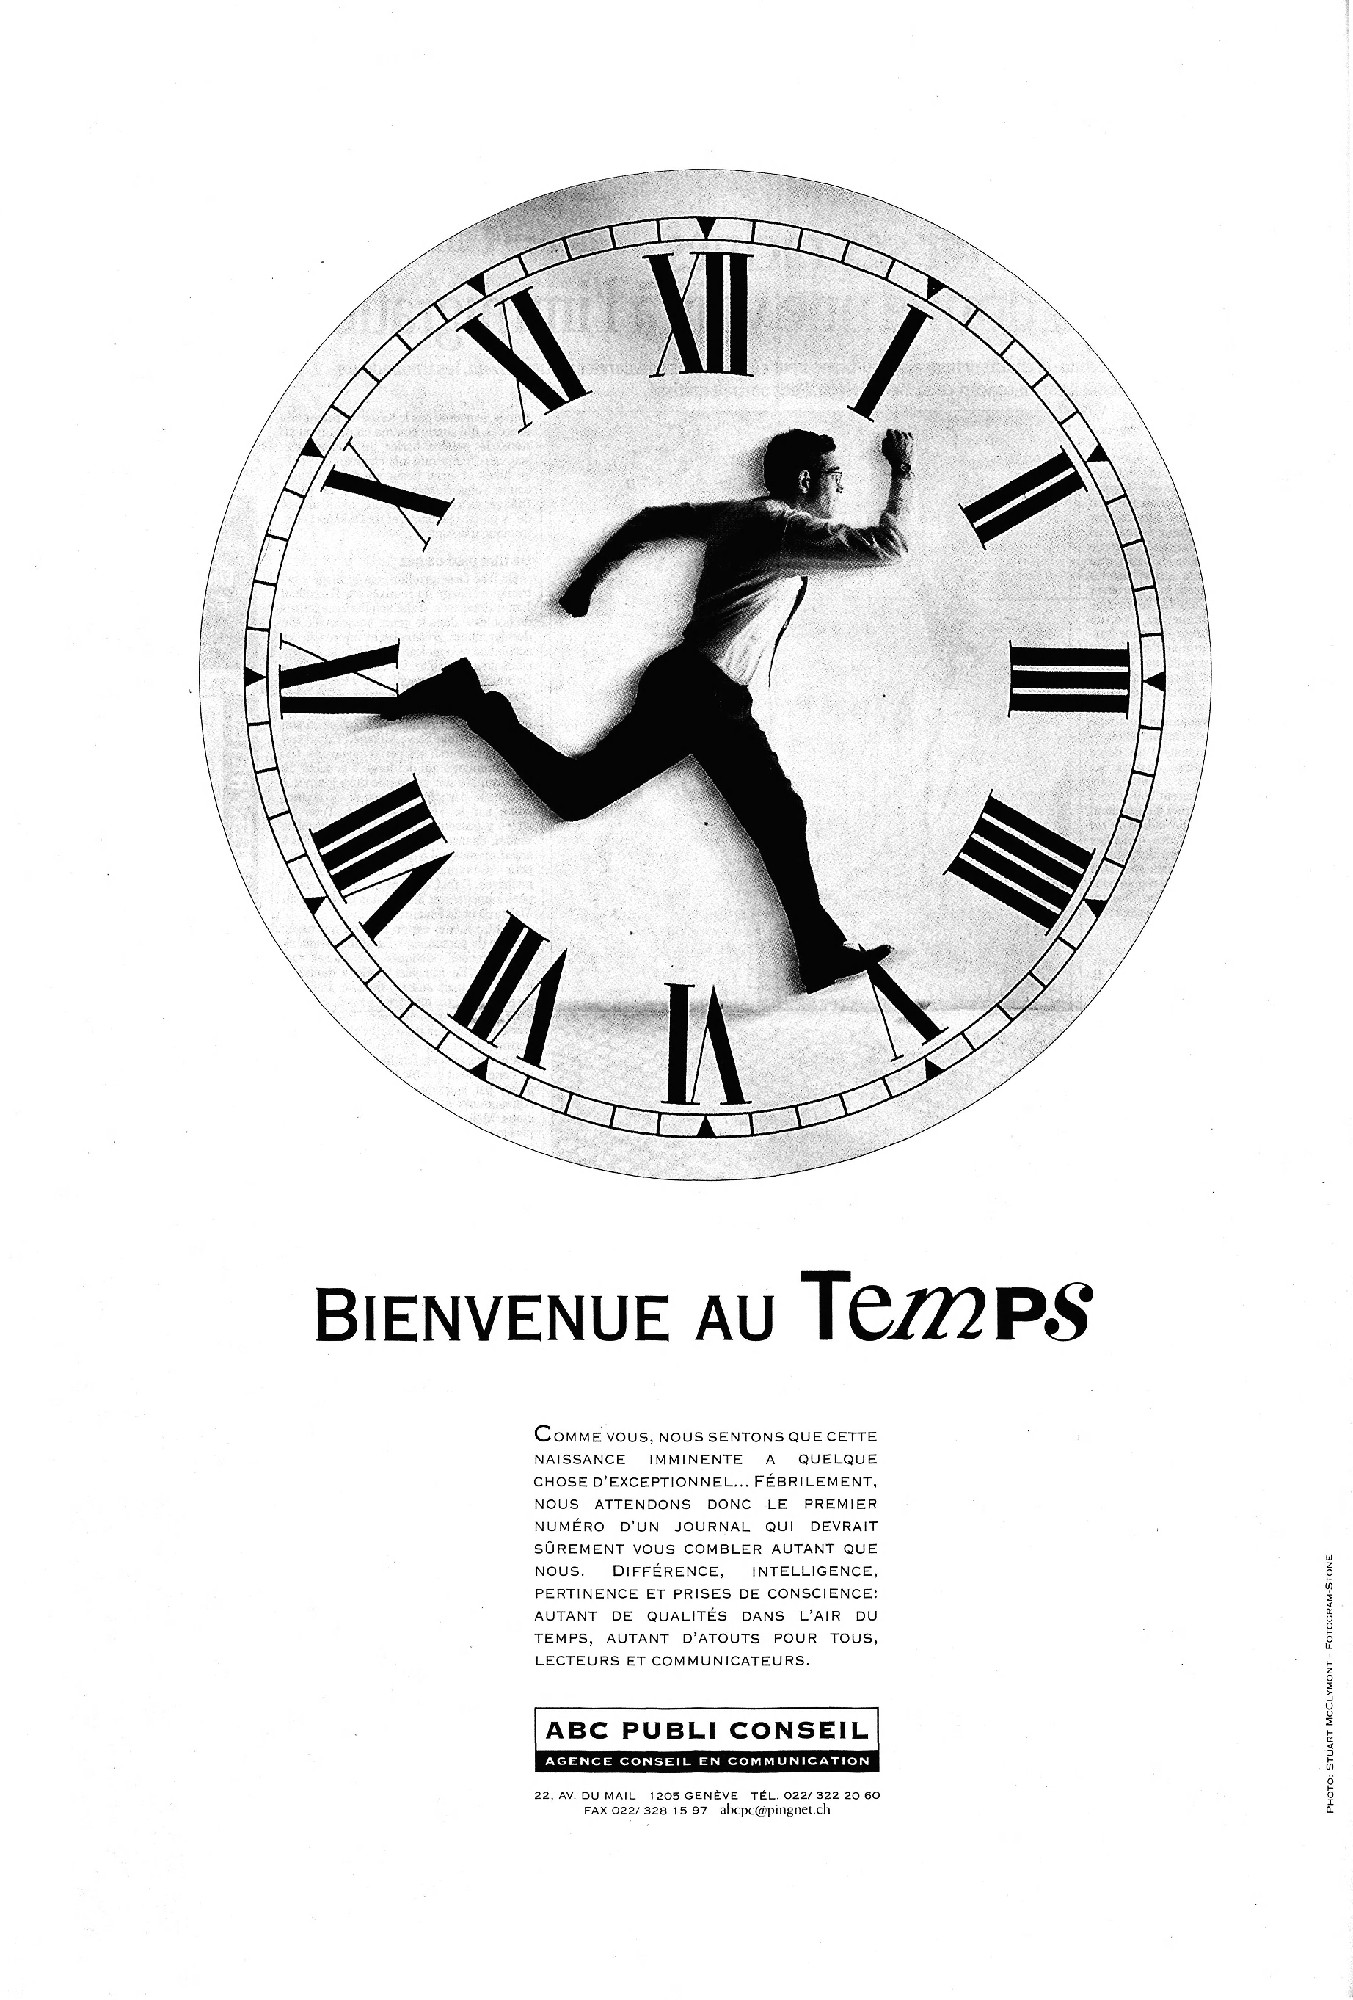 XII
I
II
III
IIII
V
VI
VII
VIII
IX
X
XI
BIENVENUE AU TEMPS
COMME VOUS, NOUS SENTONS QUE CETTE
NAISSANCE IMMINENTE A QUELQUE
CHOSE D'EXCEPTIONNEL... FÉBRILEMENT,
NOUS ATTENDONS DONC LE PREMIER
NUMÉRO D'UN JOURNAL QUI DEVRAIT
SÛREMENT VOUS COMBLER AUTANT QUE
NOUS. DIFFÉRENCE, INTELLIGENCE,
PERTINENCE ET PRISES DE CONSCIENCE:
AUTANT DE QUALITÉS DANS L'AIR DU
TEMPS, AUTANT D'ATOUTS POUR TOUS,
LECTEURS ET COMMUNICATEURS.
ABC PUBLI CONSEIL
AGENCE CONSEIL EN COMMUNICATION
22, AV. DU MAIL 1205 GENÈVE TÉL. 022/ 322 20 60
FAX 022/ 328 15 97 abcpc@pingnet.ch
PHOTO: STUART MCCLYMONT - FOTOGRAM-STONE